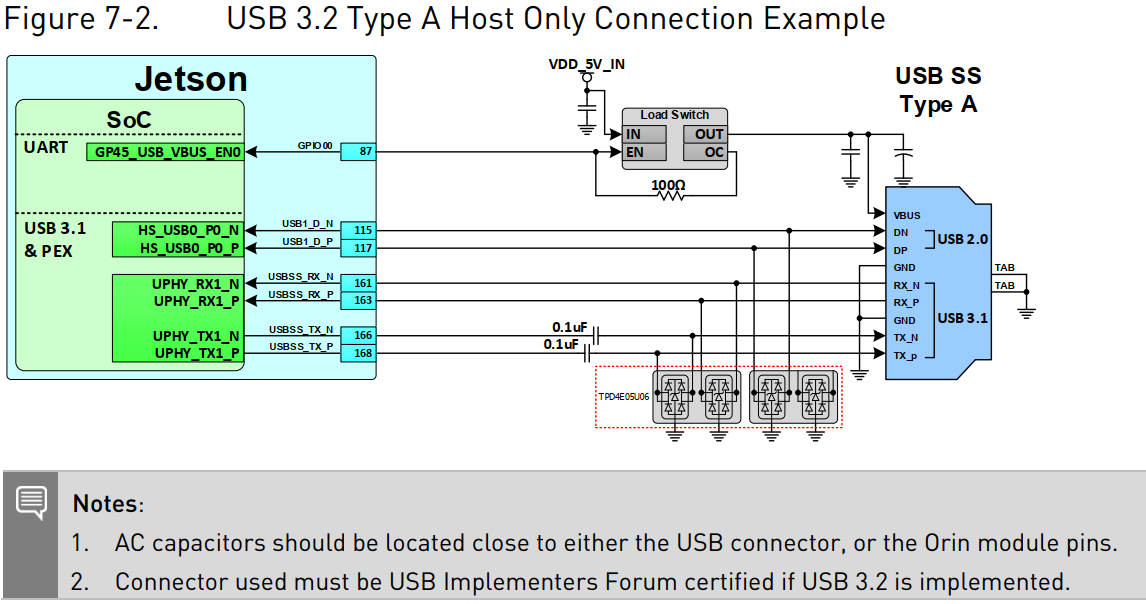 Figure 7-2. USB 3.2 Type A Host Only Connection Example
VDD_5V_IN
USB SS
Type A
Jetson
SoC
Load Switch
IN OUT
EN OC
UART
GP45_USB_VBUS_EN0 GPIO00 87
100Ω
VBUS
USB 3.1
& PEX
HS_USB0_P0_N USB1_D_N 115 DN
HS_USB0_P0_P USB1_D_P 117 DP
USB 2.0
GND TAB
UPHY_RX1_N USBSS_RX_N 161 RX_N TAB
UPHY_RX1_P USBSS_RX_P 163 RX_P
GND USB 3.1
UPHY_TX1_N USBSS_TX_N 166 0.1uF TX_N
UPHY_TX1_P USBSS_TX_P 168 0.1uF TX_p
TPD4E05U06
Notes:
1. AC capacitors should be located close to either the USB connector, or the Orin module pins.
2. Connector used must be USB Implementers Forum certified if USB 3.2 is implemented.